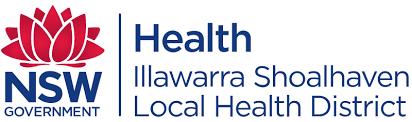 NSW
GOVERNMENT
Health
Illawarra Shoalhaven
Local Health District